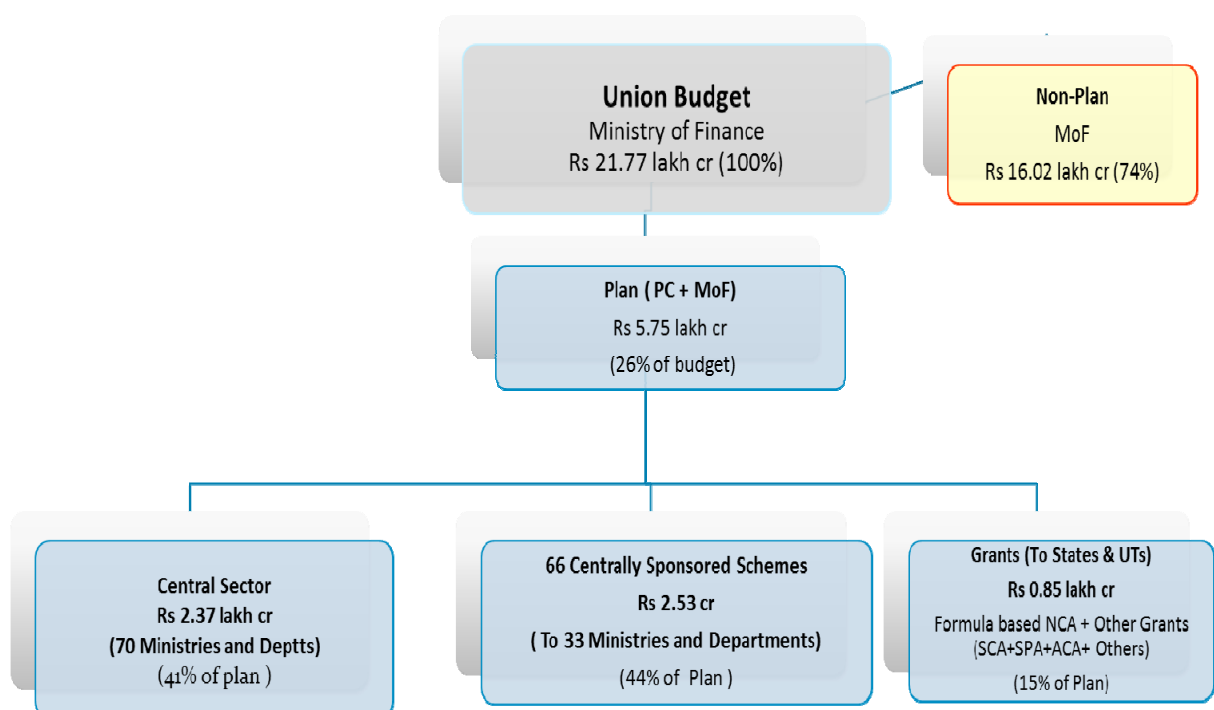 Union Budget
Ministry of Finance
Rs 21.77 lakh cr (100%)
Non-Plan
MoF
Rs 16.02 lakh cr (74%)
Plan ( PC + MoF)
Rs 5.75 lakh cr
(26% of budget)
Central Sector
Rs 2.37 lakh cr
(70 Ministries and Deptts)
(41% of plan )
66 Centrally Sponsored Schemes
Rs 2.53 cr
( To 33 Ministries and Departments)
(44% of Plan )
Grants (To States & UTs)
Rs 0.85 lakh cr
Formula based NCA + Other Grants
(SCA+SPA+ACA+ Others)
(15% of Plan)